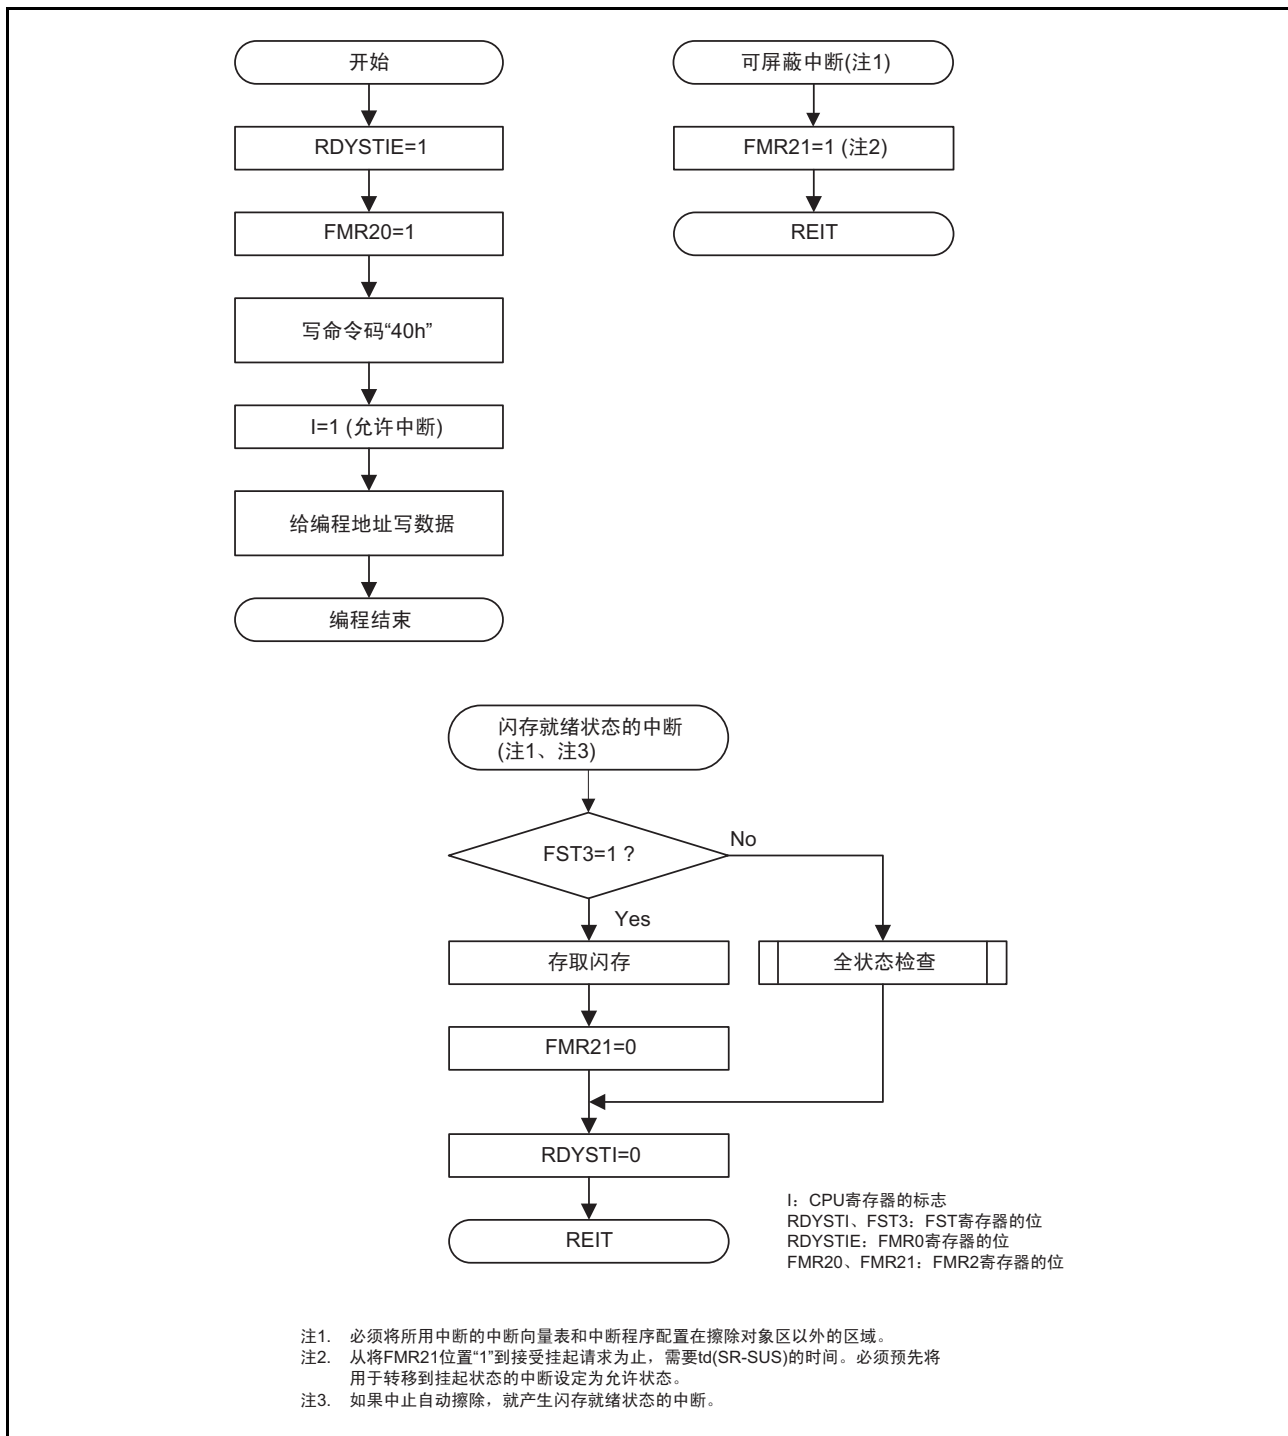 开始
RDYSTIE=1
FMR20=1
写命令码“40h”
I=1 (允许中断)
给编程地址写数据
编程结束
可屏蔽中断(注1)
FMR21=1 (注2)
REIT
闪存就绪状态的中断
(注1、注3)
FST3=1 ?
No
Yes
存取闪存
全状态检查
FMR21=0
RDYSTI=0
REIT
I：CPU寄存器的标志
RDYSTI、FST3：FST寄存器的位
RDYSTIE：FMR0寄存器的位
FMR20、FMR21：FMR2寄存器的位
注1. 必须将所用中断的中断向量表和中断程序配置在擦除对象区以外的区域。
注2. 从将FMR21位置“1”到接受挂起请求为止，需要td(SR-SUS)的时间。必须预先将
用于转移到挂起状态的中断设定为允许状态。
注3. 如果中止自动擦除，就产生闪存就绪状态的中断。